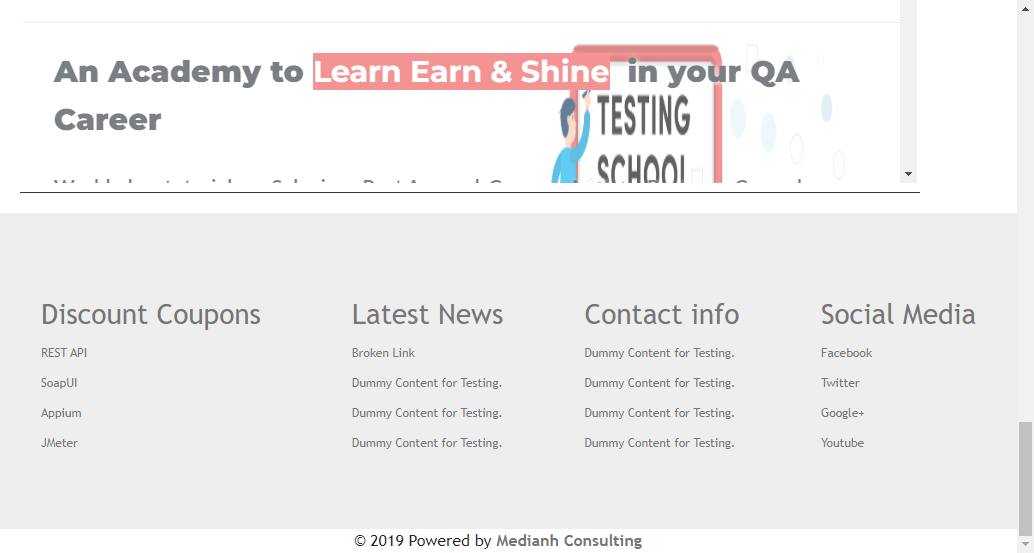 An Academy to Learn Earn & Shine in your QA
Career
TESTING
SCHOOL
Discount Coupons
REST API
SoapUI
Appium
JMeter
Latest News
Broken Link
Dummy Content for Testing.
Dummy Content for Testing.
Dummy Content for Testing.
Contact info
Dummy Content for Testing.
Dummy Content for Testing.
Dummy Content for Testing.
Dummy Content for Testing.
Social Media
Facebook
Twitter
Google+
Youtube
© 2019 Powered by Medianh Consulting